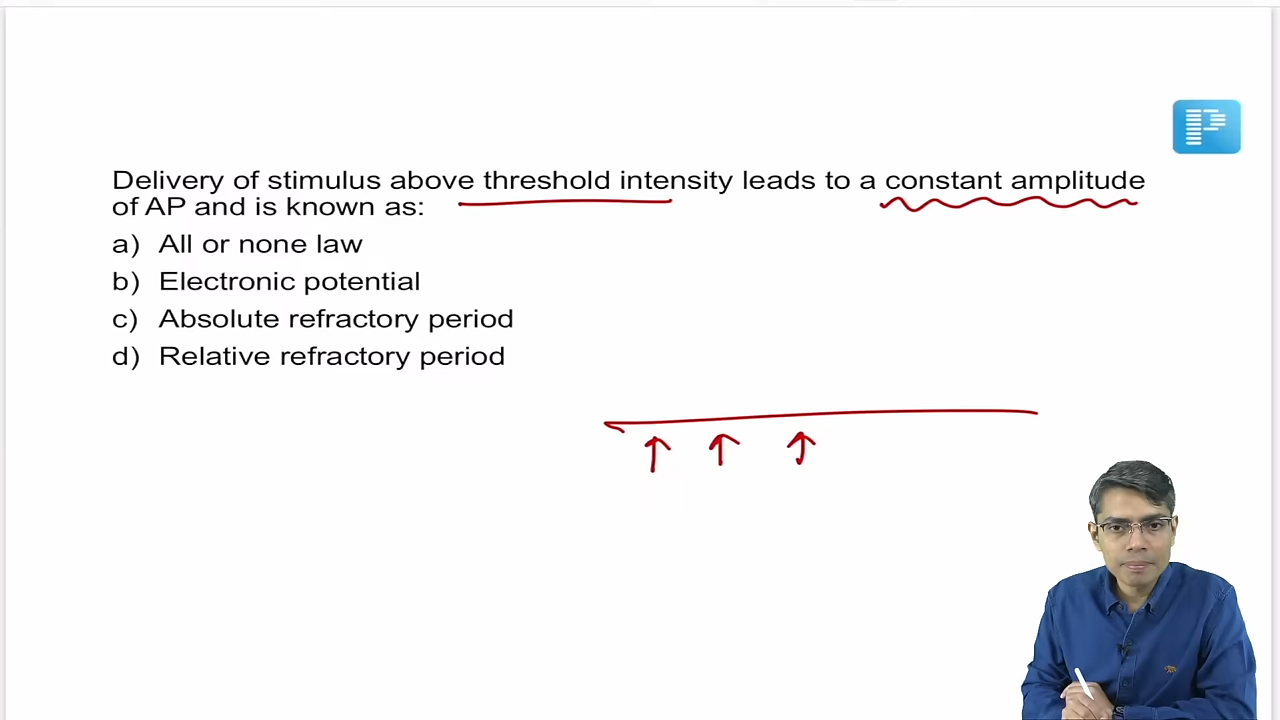 Delivery of stimulus above threshold intensity leads to a constant amplitude
of AP and is known as:
a) All or none law
b) Electronic potential
c) Absolute refractory period
d) Relative refractory period
P